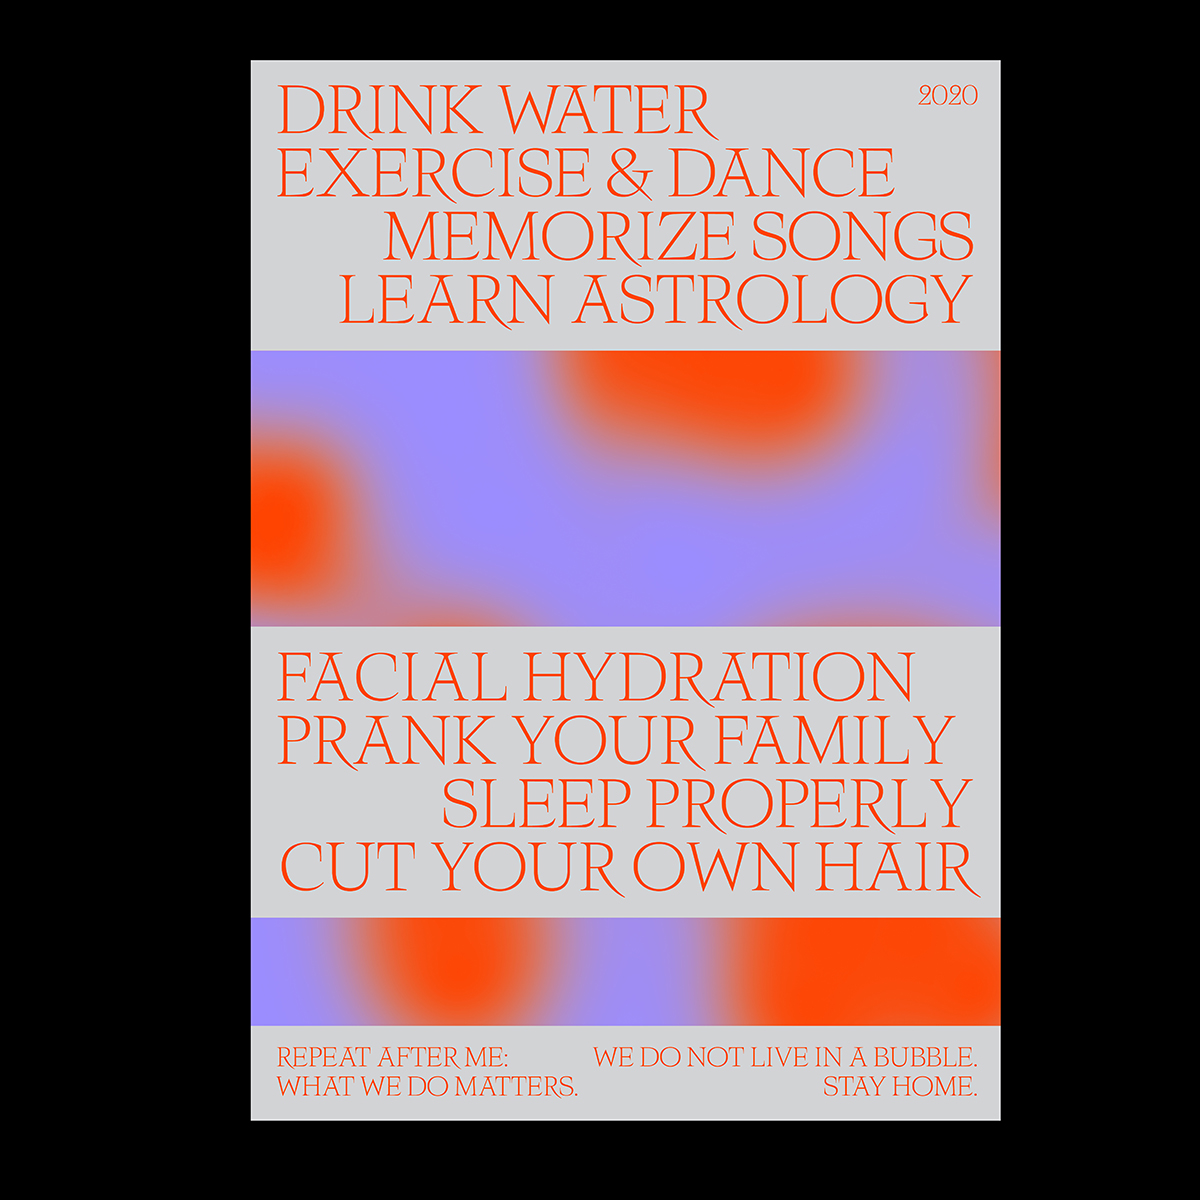 DRINK WATER
2020
EXERCISE & DANCE
MEMORIZE SONGS
LEARN ASTROLOGY
FACIAL HYDRATION
PRANK YOUR FAMILY
SLEEP PROPERLY
CUT YOUR OWN HAIR
REPEAT AFTER ME:
WHAT WE DO MATTERS.
WE DO NOT LIVE IN A BUBBLE.
STAY HOME.